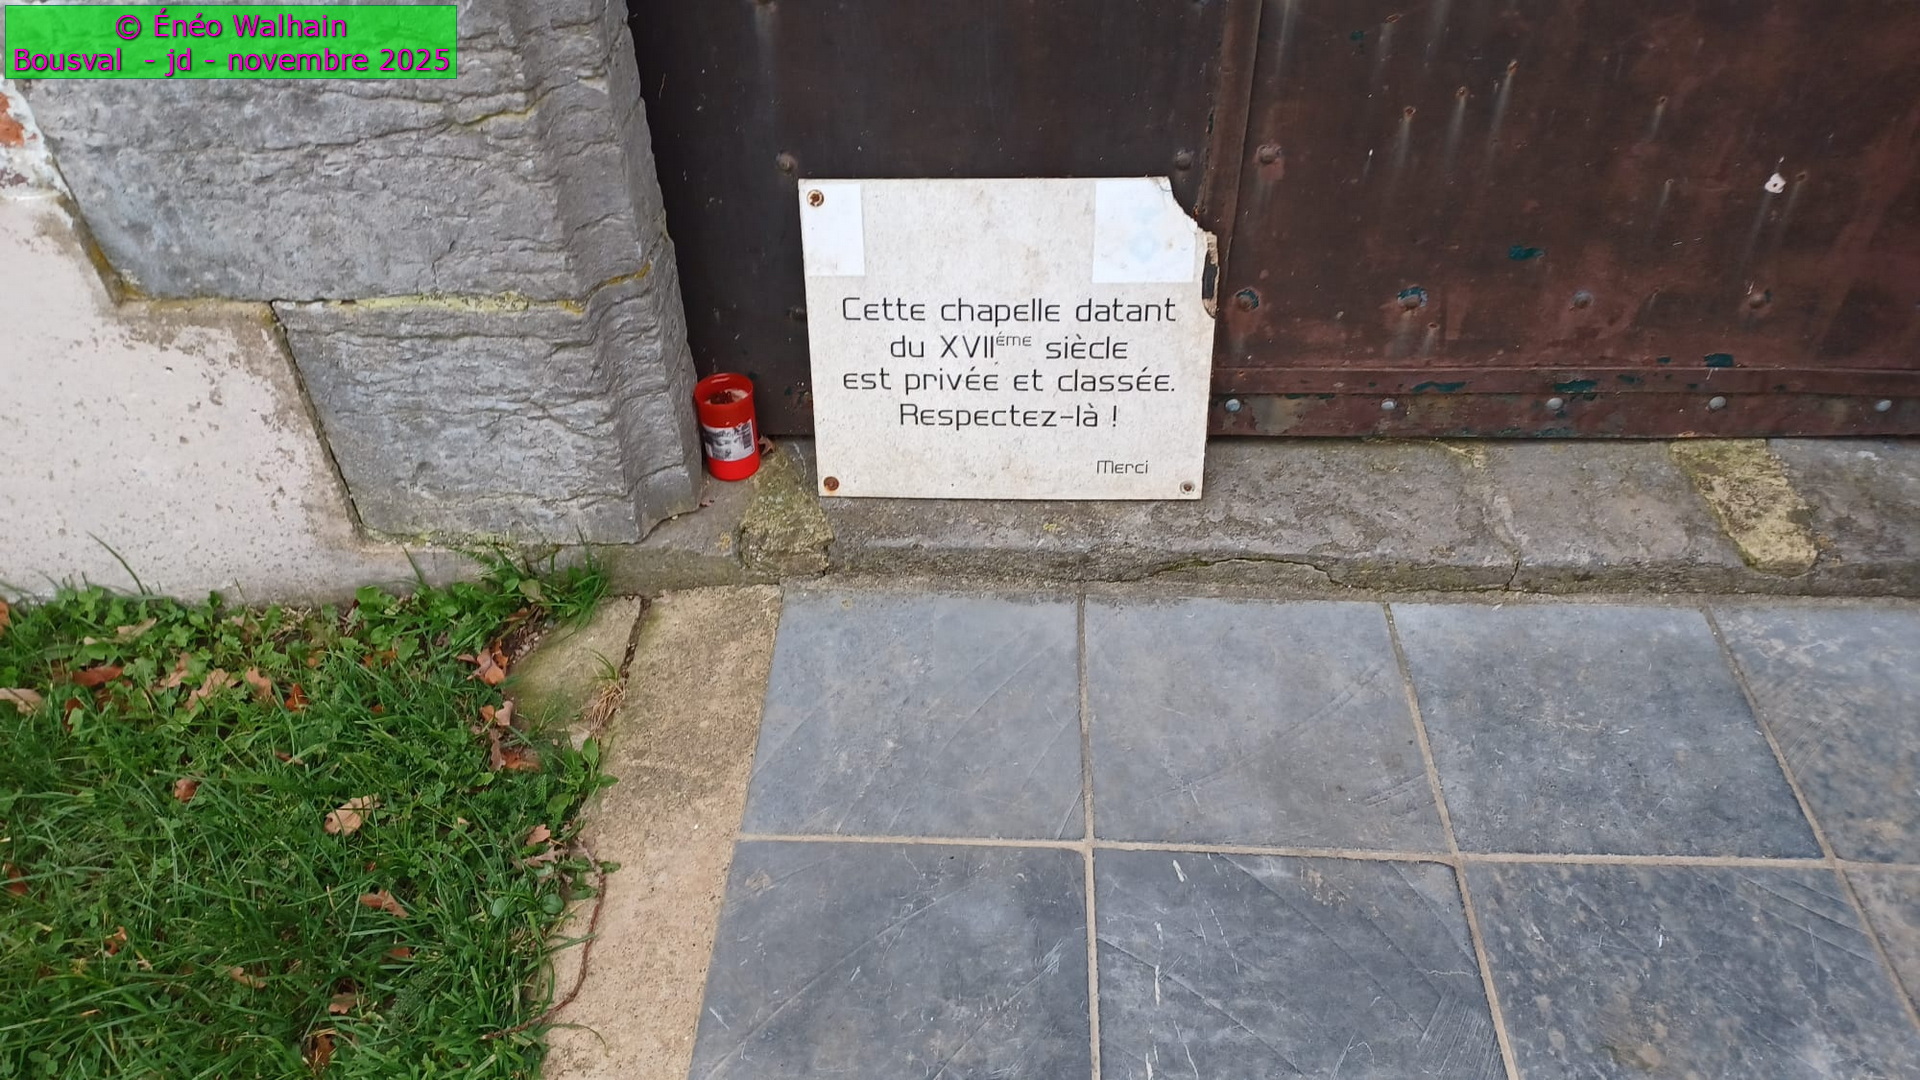 © Énéo Walhain
Bousval - jd - novembre 2025
Cette chapelle datant
du XVIIéme siècle
est privée et classée.
Respectez-là !
Merci